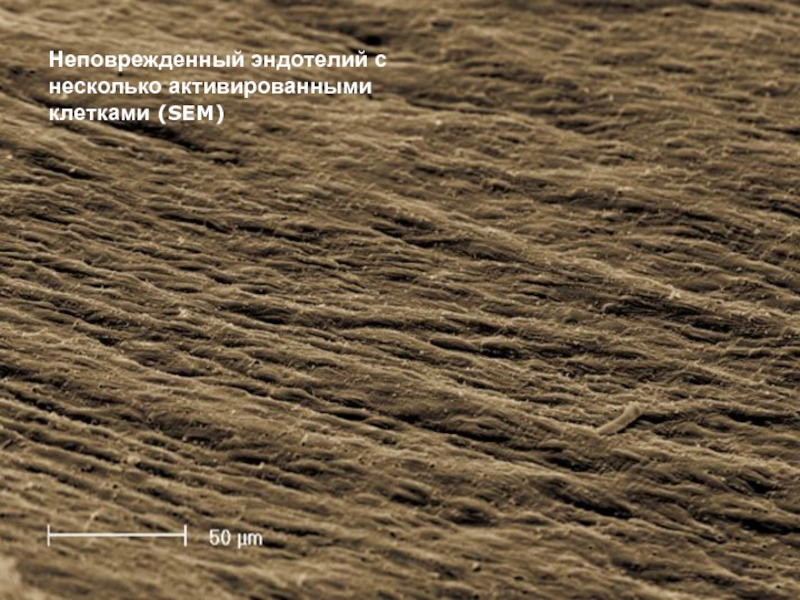 Неповрежденный эндотелий с
несколько активированными
клетками (SEM)
50 µm